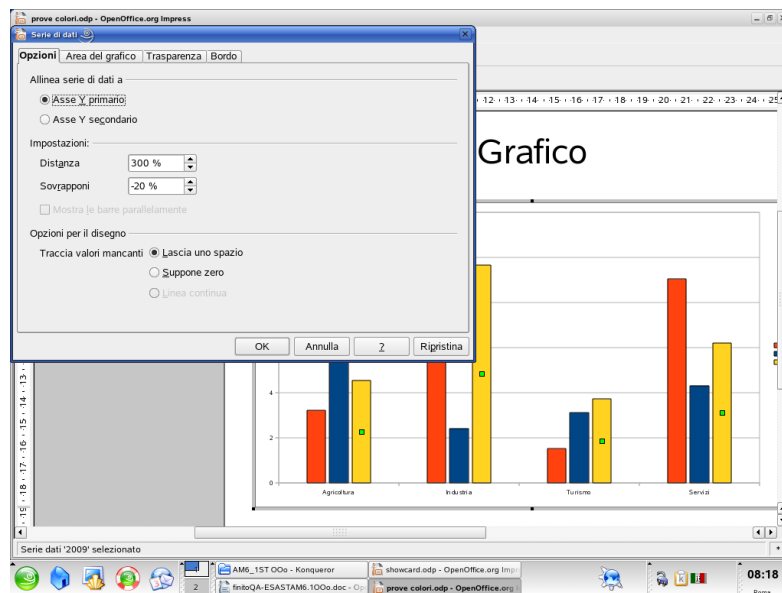 prove colori.odp - OpenOffice.org Impress
Serie di dati
Opzioni Area del grafico Trasparenza Bordo
Allinea serie di dati a
Asse Y primario
Asse Y secondario
Impostazioni:
Distanza 300 %
Sovrapponi -20 %
Mostra le barre parallelamente
Opzioni per il disegno
Traccia valori mancanti Lascia uno spazio
Suppone zero
Linea continua
OK Annulla ? Ripristina
12 13 14 15 16 17 18 19 20 21 22 23 24 25
Grafico
13
14
15
16
17
18
19
4
2
0
Agricoltura Industria Turismo Servizi
Serie dati '2009' selezionato
AM6_1ST OOo - Konqueror
showcard.odp - OpenOffice.org Impr
2
finitoQA-ESASTAM6.1OOo.doc - Op
prove colori.odp - OpenOffice.org
08:18